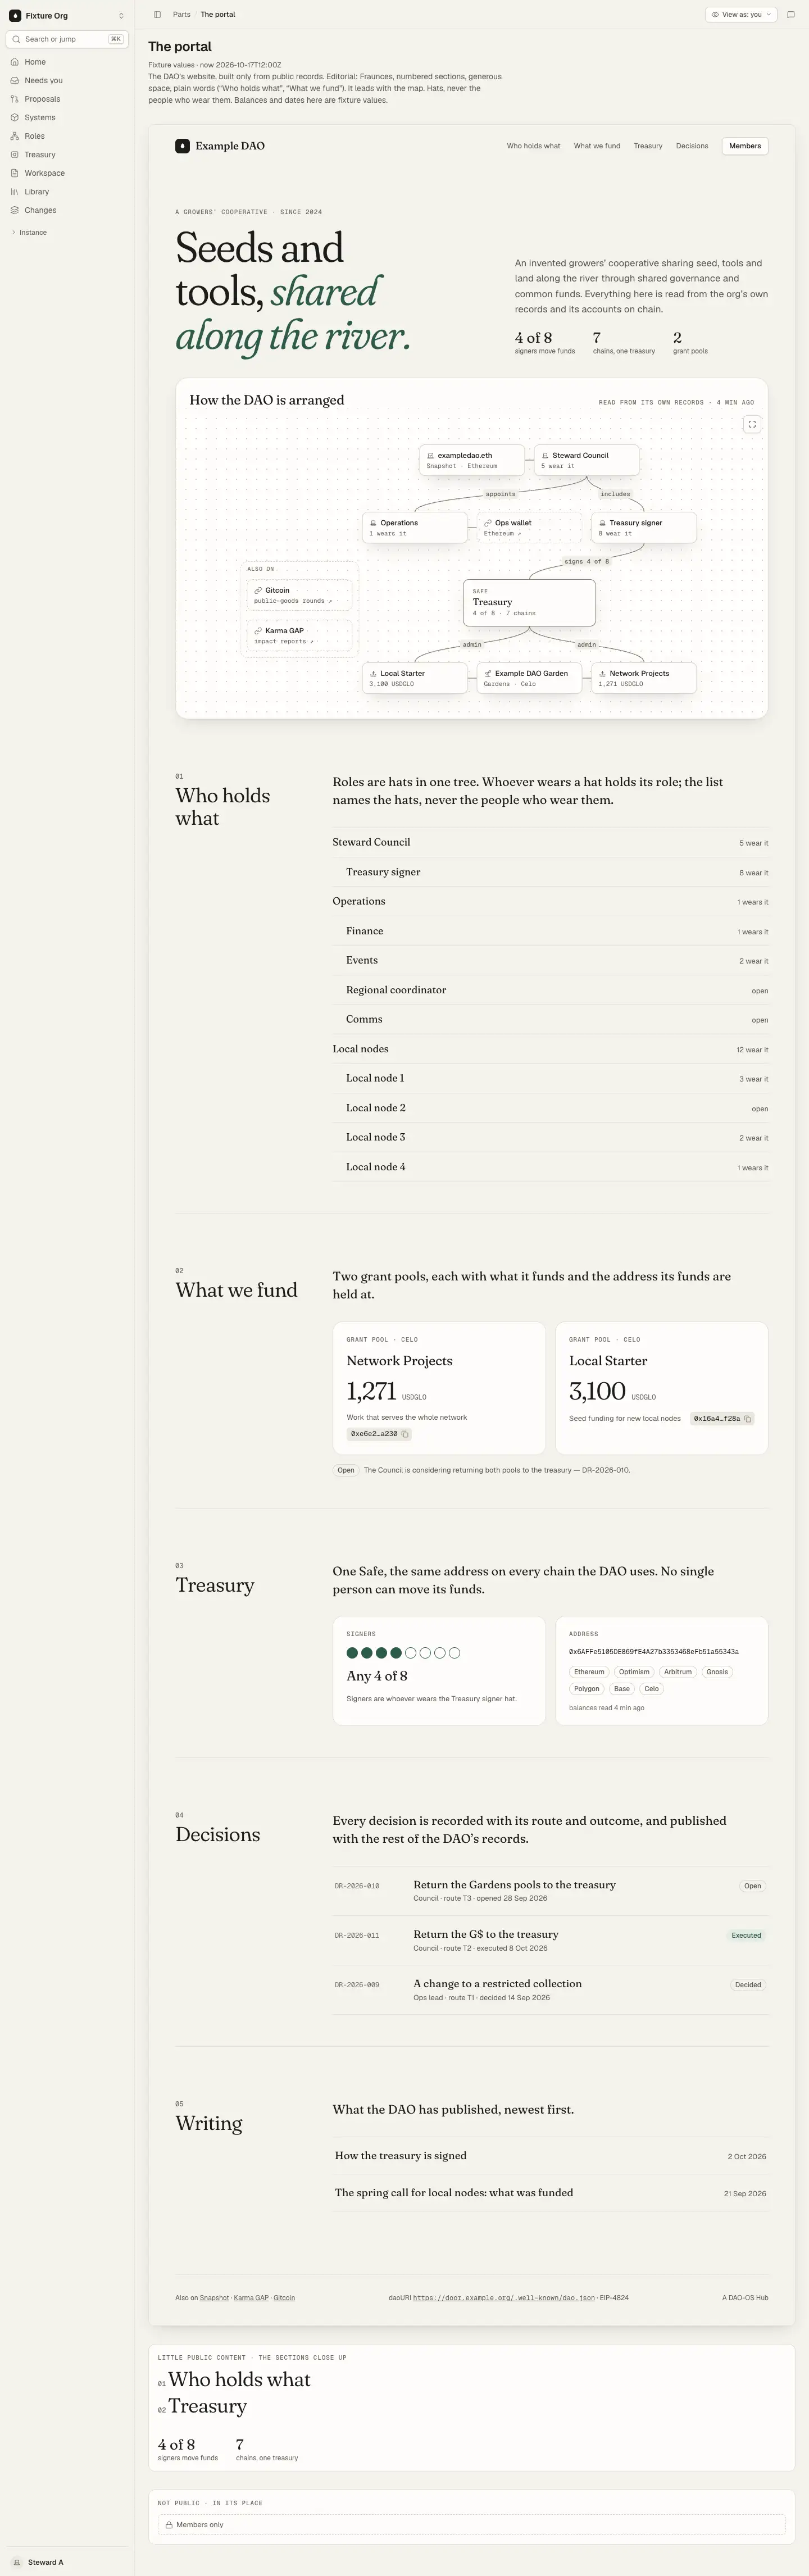 Fixture Org
Search or jump
⌘K
Home
Needs you
Proposals
Systems
Roles
Treasury
Workspace
Library
Changes
Instance
Steward A
Parts
The portal
View as: you
The portal
Fixture values · now 2026-10-17T12:00Z
The DAO's website, built only from public records. Editorial: Fraunces, numbered sections, generous
space, plain words (“Who holds what”, “What we fund”). It leads with the map. Hats, never the
people who wear them. Balances and dates here are fixture values.
Example DAO
Who holds what
What we fund
Treasury
Decisions
Members
A GROWERS' COOPERATIVE · SINCE 2024
Seeds and
tools, shared
along the river.
An invented growers' cooperative sharing seed, tools and
land along the river through shared governance and
common funds. Everything here is read from the org's own
records and its accounts on chain.
4 of 8
signers move funds
7
chains, one treasury
2
grant pools
How the DAO is arranged
READ FROM ITS OWN RECORDS · 4 MIN AGO
exampledao.eth
Snapshot · Ethereum
Steward Council
5 wear it
appoints
includes
Operations
1 wears it
Ops wallet
Ethereum ↗
Treasury signer
8 wear it
signs 4 of 8
ALSO ON
Gitcoin
public-goods rounds ↗
Karma GAP
impact reports ↗
SAFE
Treasury
4 of 8 · 7 chains
admin
admin
Local Starter
3,100 USDGLO
Example DAO Garden
Gardens · Celo
Network Projects
1,271 USDGLO
01
Who holds
what
Roles are hats in one tree. Whoever wears a hat holds its role; the list
names the hats, never the people who wear them.
Steward Council
5 wear it
Treasury signer
8 wear it
Operations
1 wears it
Finance
1 wears it
Events
2 wear it
Regional coordinator
open
Comms
open
Local nodes
12 wear it
Local node 1
3 wear it
Local node 2
open
Local node 3
2 wear it
Local node 4
1 wears it
02
What we fund
Two grant pools, each with what it funds and the address its funds are
held at.
GRANT POOL · CELO
Network Projects
1,271 USDGLO
Work that serves the whole network
0xe6e2…a230
GRANT POOL · CELO
Local Starter
3,100 USDGLO
Seed funding for new local nodes
0x16a4…f28a
Open
The Council is considering returning both pools to the treasury — DR-2026-010.
03
Treasury
One Safe, the same address on every chain the DAO uses. No single
person can move its funds.
SIGNERS
Any 4 of 8
Signers are whoever wears the Treasury signer hat.
ADDRESS
0x6AFFe5105DE869fE4A27b3353468eFb51a55343a
Ethereum
Optimism
Arbitrum
Gnosis
Polygon
Base
Celo
balances read 4 min ago
04
Decisions
Every decision is recorded with its route and outcome, and published
with the rest of the DAO's records.
DR-2026-010
Return the Gardens pools to the treasury
Council · route T3 · opened 28 Sep 2026
Open
DR-2026-011
Return the G$ to the treasury
Council · route T2 · executed 8 Oct 2026
Executed
DR-2026-009
A change to a restricted collection
Ops lead · route T1 · decided 14 Sep 2026
Decided
05
Writing
What the DAO has published, newest first.
How the treasury is signed
2 Oct 2026
The spring call for local nodes: what was funded
21 Sep 2026
Also on Snapshot · Karma GAP · Gitcoin
daoURI https://door.example.org/.well-known/dao.json · EIP-4824
A DAO-OS Hub
LITTLE PUBLIC CONTENT · THE SECTIONS CLOSE UP
01 Who holds what
02 Treasury
4 of 8
signers move funds
7
chains, one treasury
NOT PUBLIC · IN ITS PLACE
Members only